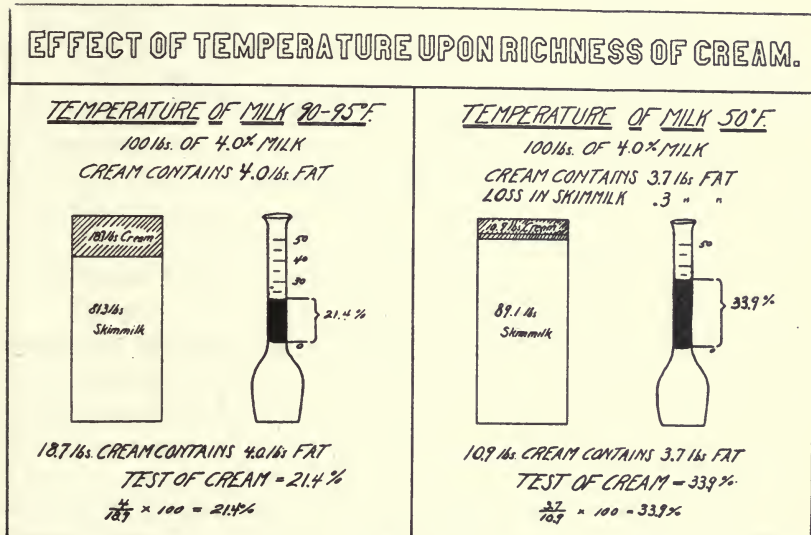 EFFECT OF TEMPERATURE UPON RICHNESS OF CREAM.
TEMPERATURE OF MILK 90-95°F.
100 lbs. OF 4.0% MILK
CREAM CONTAINS 4.0 lbs. FAT
18.7 lbs Cream
81.3 lbs
Skimmilk
50
40
30
21.4%
0
18.7 lbs. CREAM CONTAINS 4.0 lbs FAT
TEST OF CREAM = 21.4%
4/18.7 × 100 = 21.4%
TEMPERATURE OF MILK 50°F.
100 lbs. OF 4.0% MILK
CREAM CONTAINS 3.7 lbs FAT
LOSS IN SKIMMILK .3 " "
10.9 lbs Cream
89.1 lbs
Skimmilk
50
33.9%
0
10.9 lbs. CREAM CONTAINS 3.7 lbs FAT
TEST OF CREAM = 33.9%.
3.7/10.9 × 100 = 33.9%